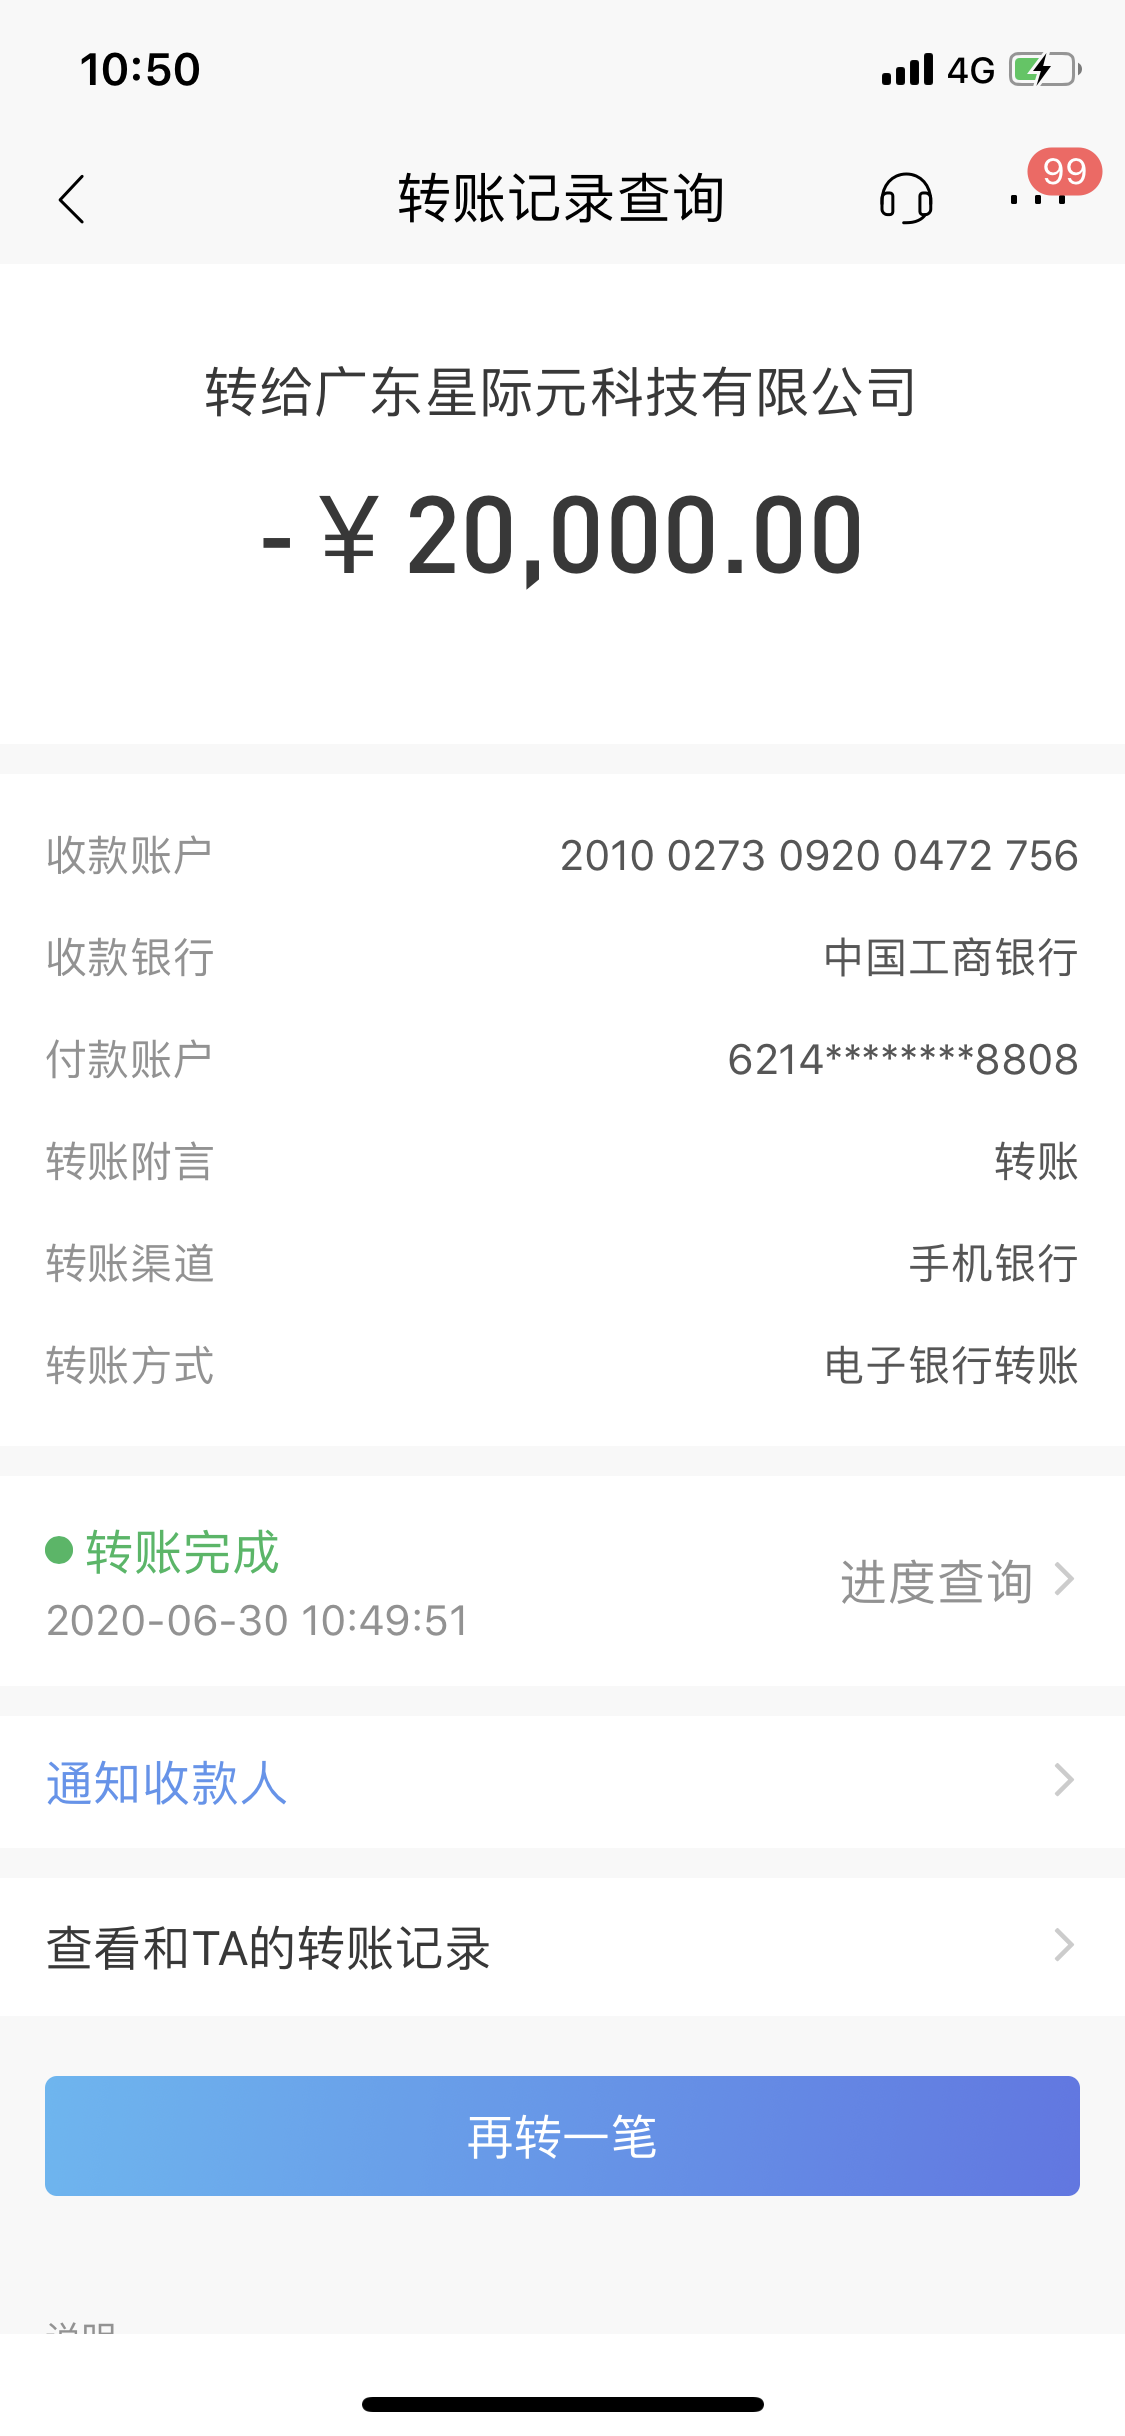 10:50
4G
转账记录查询
99
转给广东星际元科技有限公司
-￥20,000.00
收款账户 2010 0273 0920 0472 756
收款银行 中国工商银行
付款账户 6214********8808
转账附言 转账
转账渠道 手机银行
转账方式 电子银行转账
转账完成
2020-06-30 10:49:51
进度查询
通知收款人
查看和TA的转账记录
再转一笔